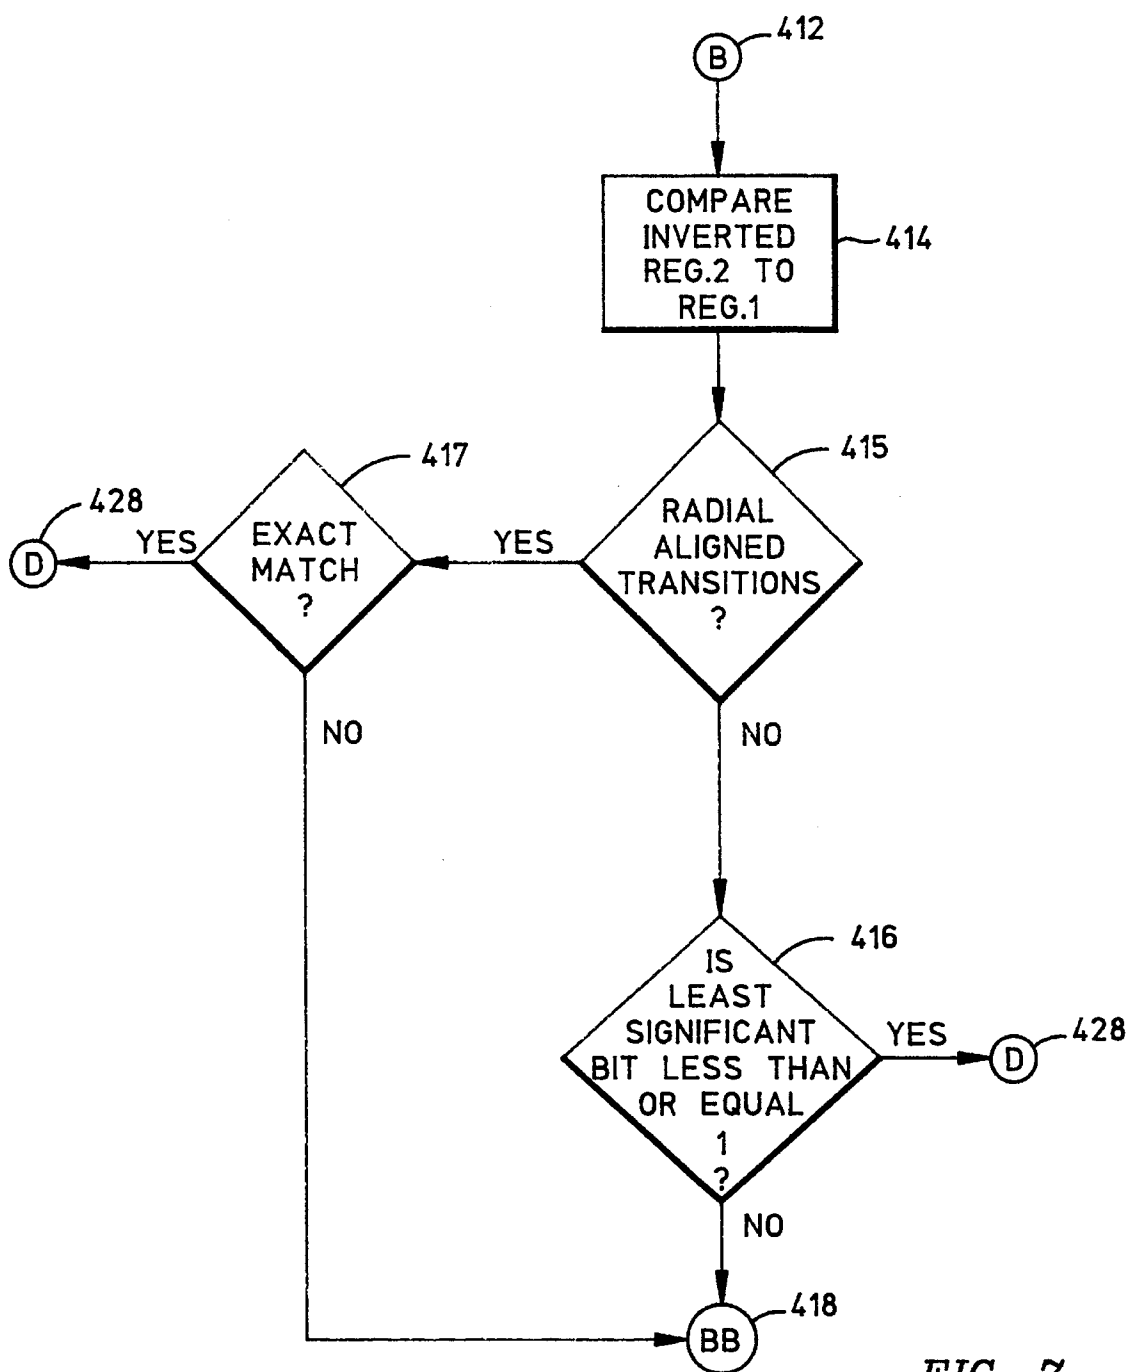 412
B
COMPARE
INVERTED
REG.2 TO
REG.1
414
415
RADIAL
ALIGNED
TRANSITIONS
?
YES
417
EXACT
MATCH
?
YES
428
D
NO
NO
416
IS
LEAST
SIGNIFICANT
BIT LESS THAN
OR EQUAL
1
?
YES
428
D
NO
418
BB
FIG. 7